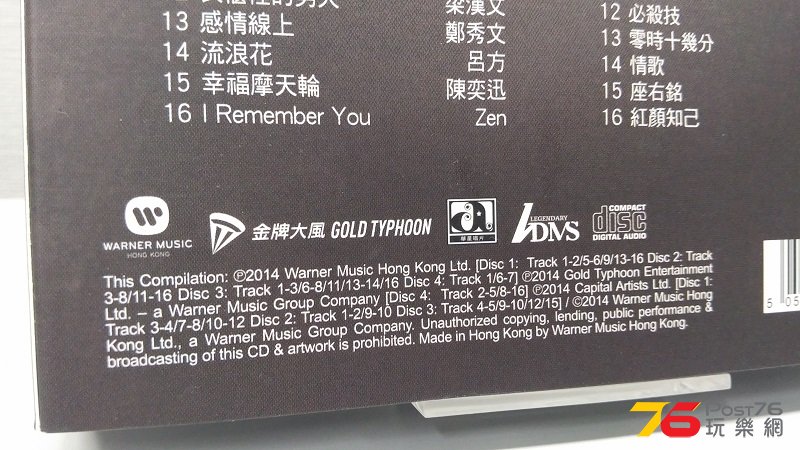 梁漢文
12 必殺技
13 感情線上 鄭秀文
13 零時十幾分
14 流浪花 呂方
14 情歌
15 幸福摩天輪 陳奕迅
15 座右銘
16 I Remember You Zen
16 紅顏知己
WARNER MUSIC
HONG KONG
金牌大風 GOLD TYPHOON
a!
華星唱片
LEGENDARY
DMS
COMPACT
disc
DIGITAL AUDIO
This Compilation: ℗2014 Warner Music Hong Kong Ltd. [Disc 1: Track 1-2/5-6/9/13-16 Disc 2: Track
3-8/11-16 Disc 3: Track 1-3/6-8/11/13-14/16 Disc 4: Track 1/6-7] ℗2014 Gold Typhoon Entertainment
Ltd. – a Warner Music Group Company [Disc 4: Track 2-5/8-16] ℗2014 Capital Artists Ltd. [Disc 1:
Track 3-4/7-8/10-12 Disc 2: Track 1-2/9-10 Disc 3: Track 4-5/9-10/12/15] / ©2014 Warner Music Hong
Kong Ltd., a Warner Music Group Company. Unauthorized copying, lending, public performance &
broadcasting of this CD & artwork is prohibited. Made in Hong Kong by Warner Music Hong Kong.
5 05
76 Post76
玩樂網